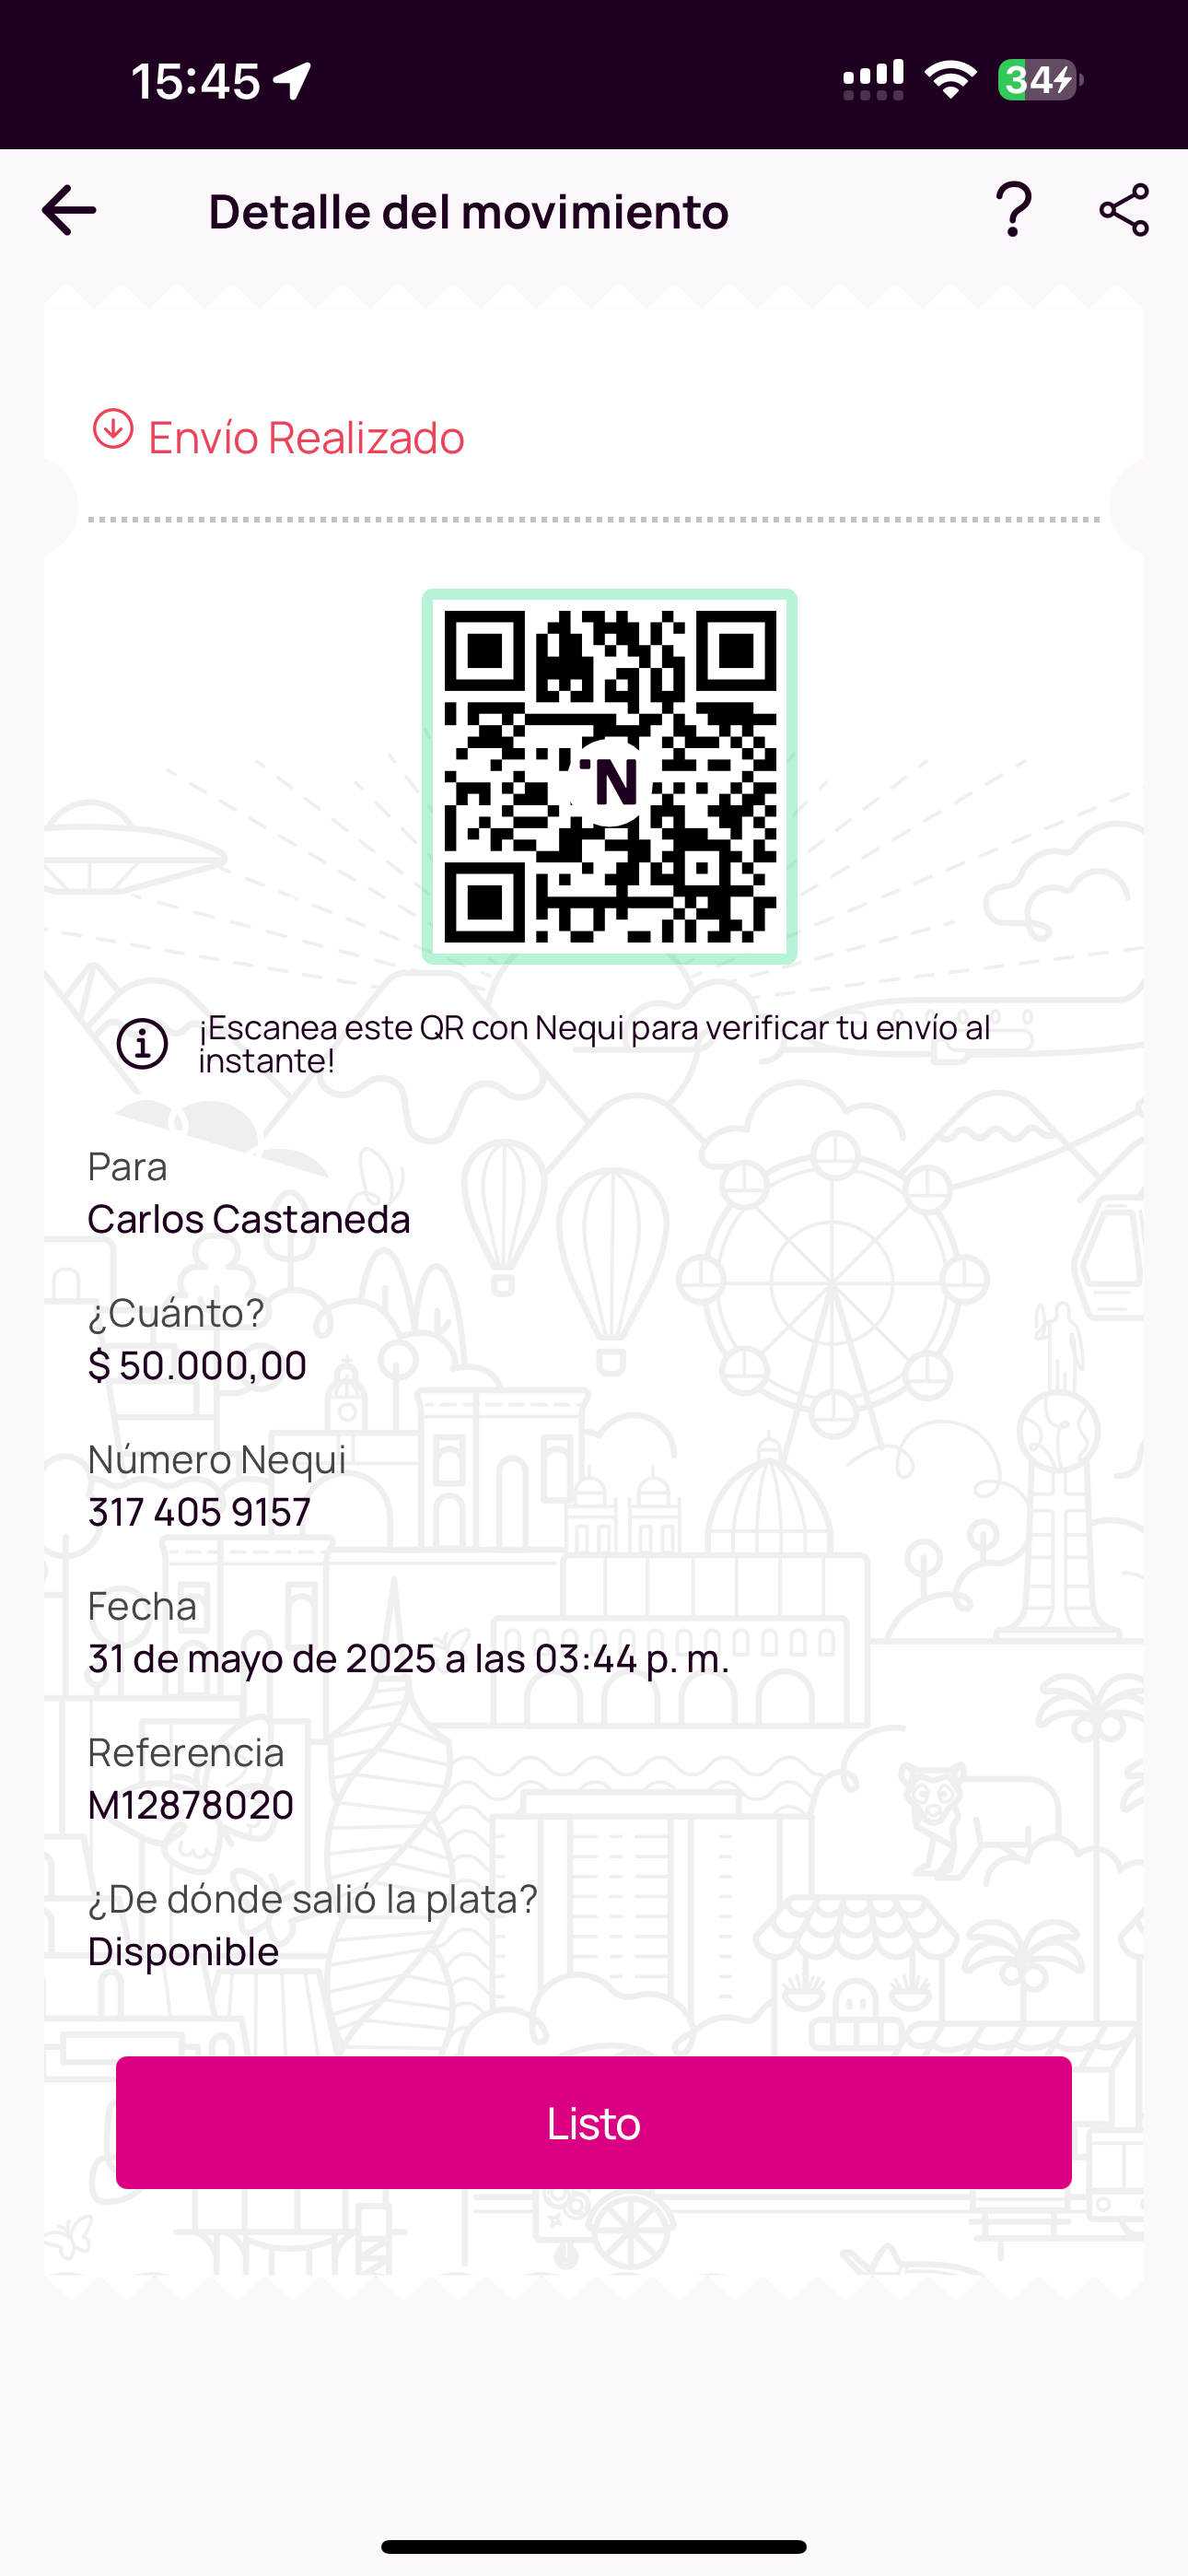 15:45
34
Detalle del movimiento
Envío Realizado
N
¡Escanea este QR con Nequi para verificar tu envío al
instante!
Para
Carlos Castaneda
¿Cuánto?
$ 50.000,00
Número Nequi
317 405 9157
Fecha
31 de mayo de 2025 a las 03:44 p. m.
Referencia
M12878020
¿De dónde salió la plata?
Disponible
Listo